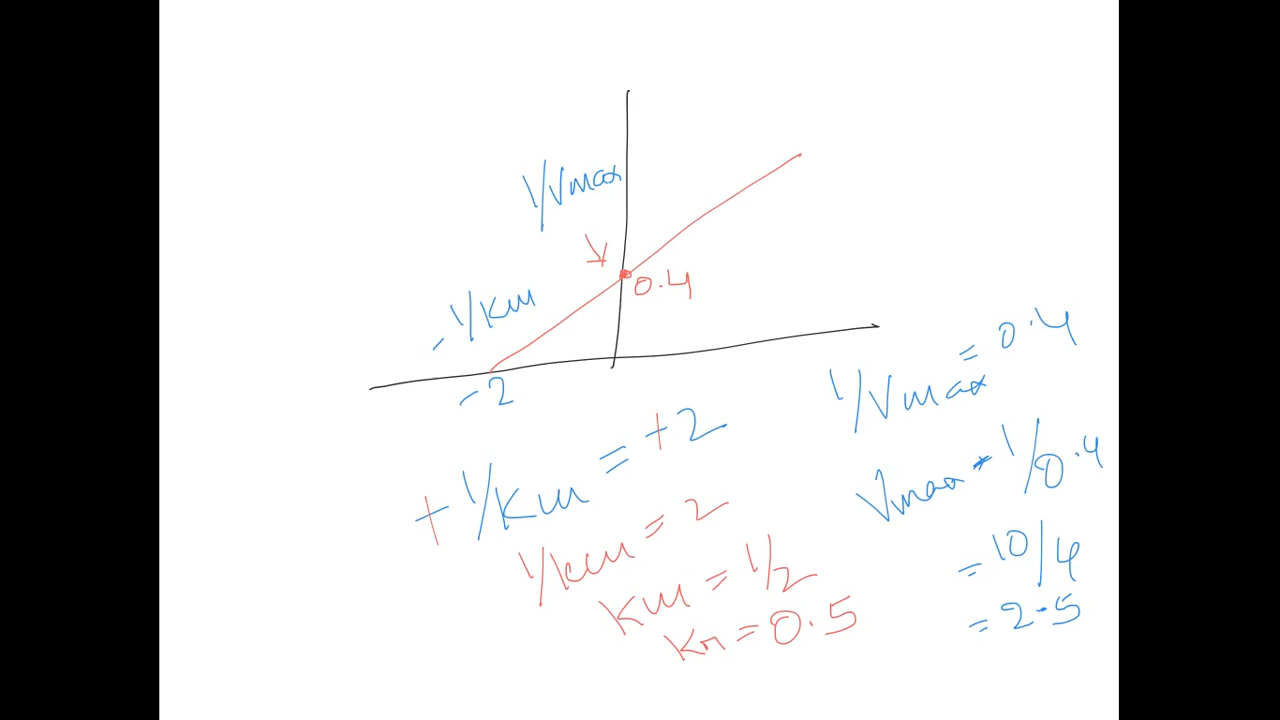 1/Vmax
0.4
- 1/Km
-2
+ 1/Km = +2
1/Km = 2
Km = 1/2
Km = 0.5
1/Vmax = 0.4
Vmax = 1/0.4
= 10/4
= 2.5